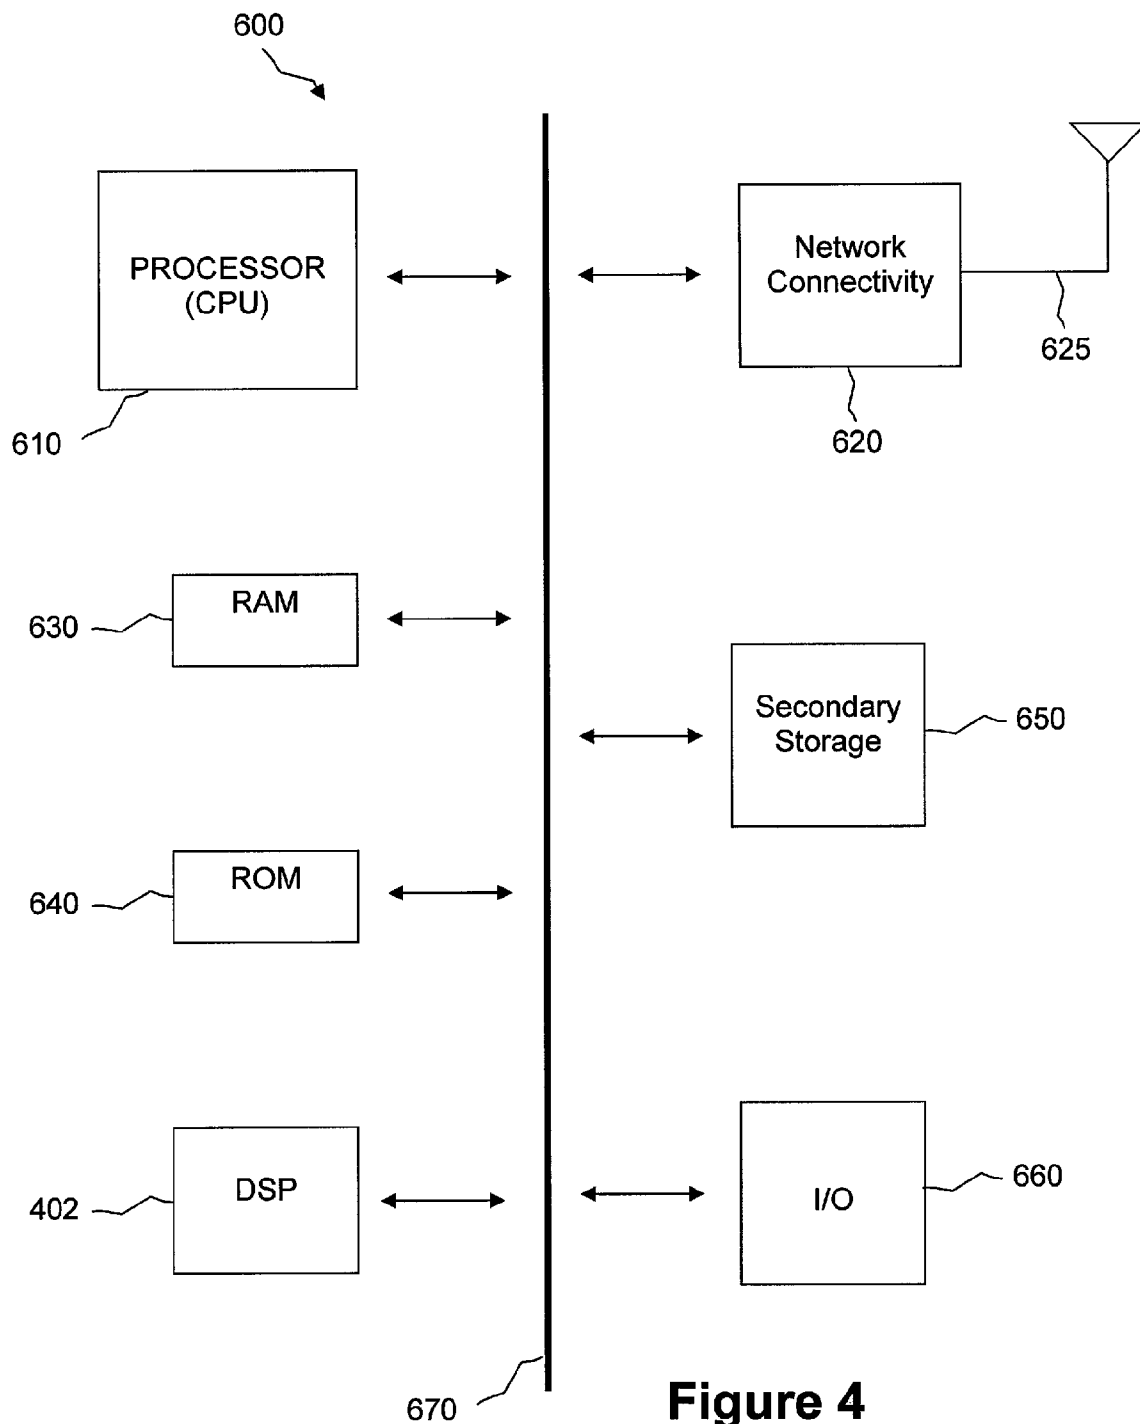 600
PROCESSOR
(CPU)
610
Network
Connectivity
625
620
RAM
630
Secondary
Storage
650
ROM
640
DSP
402
I/O
660
670
Figure 4